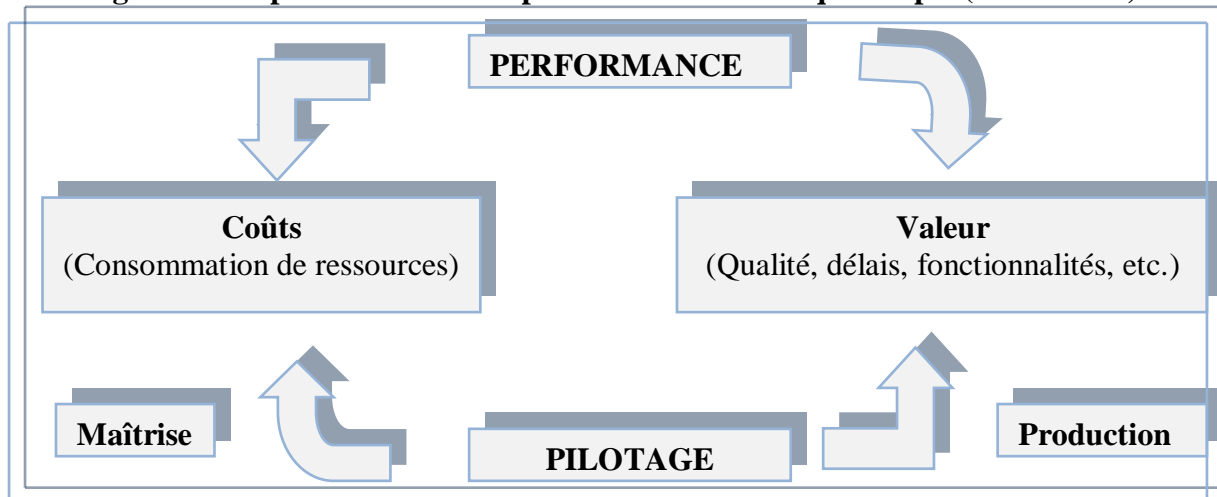 PERFORMANCE
Coûts
(Consommation de ressources)
Valeur
(Qualité, délais, fonctionnalités, etc.)
Maîtrise
PILOTAGE
Production